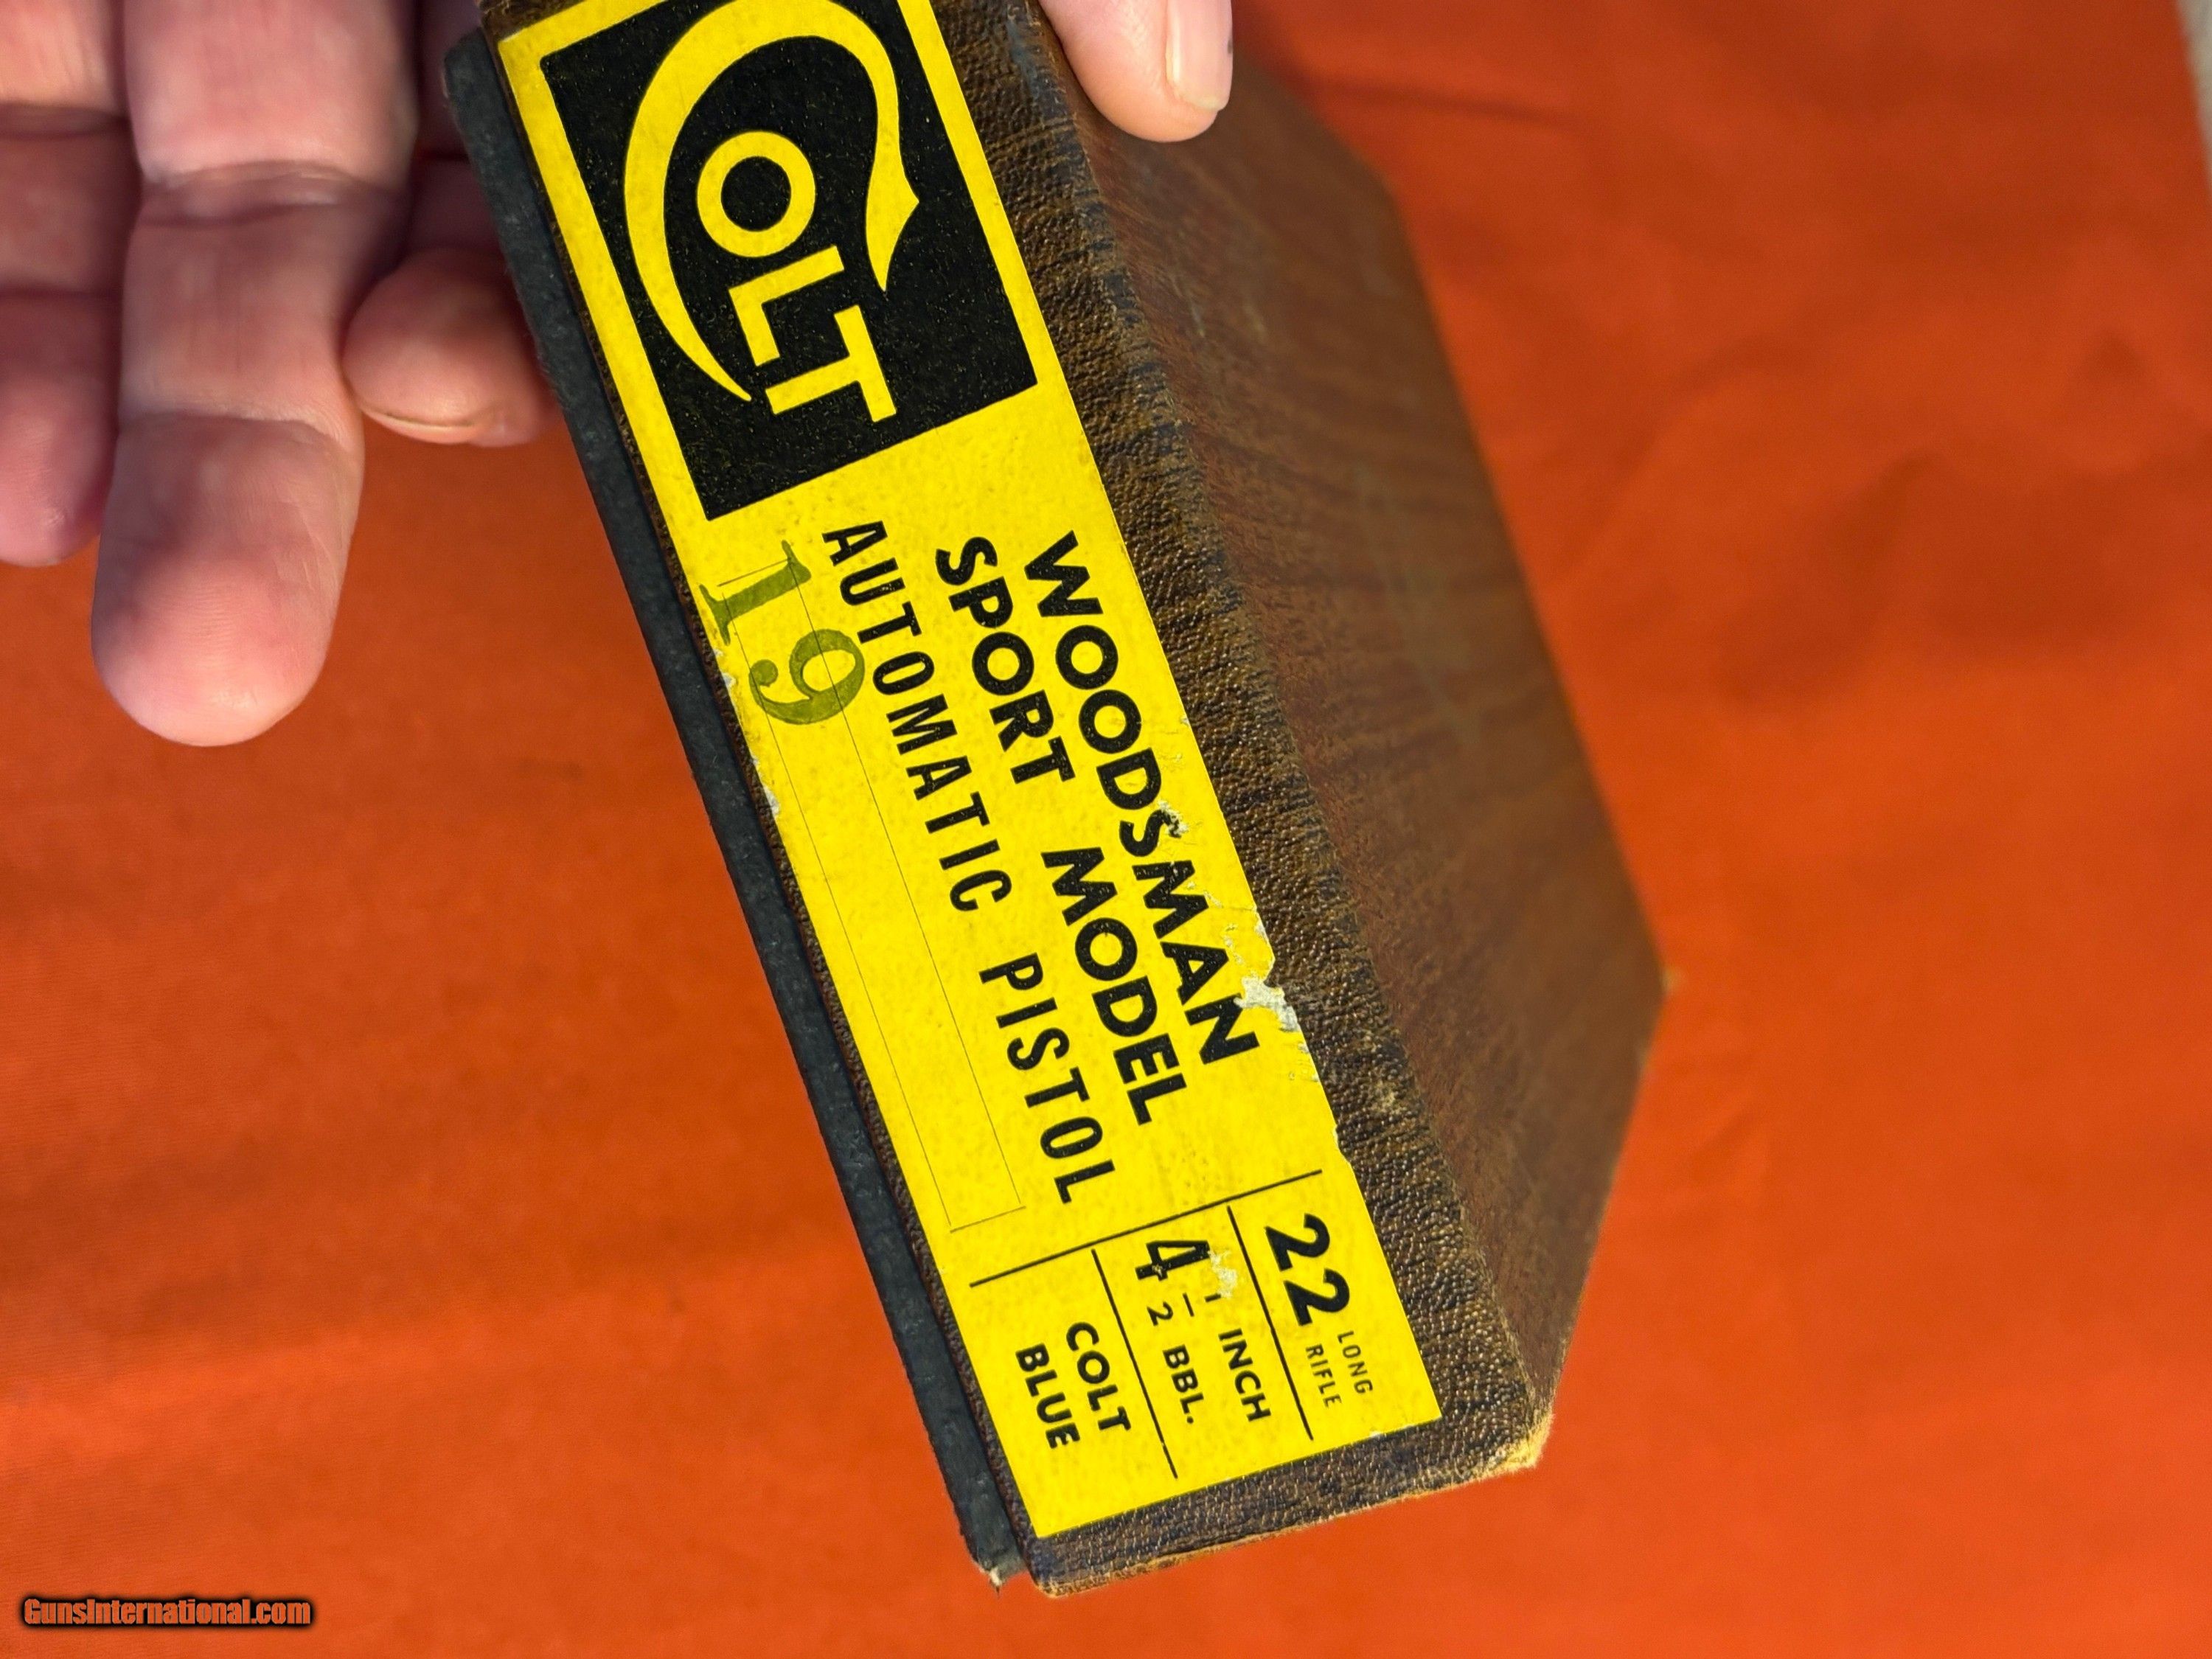 COLT
WOODSMAN
SPORT MODEL
AUTOMATIC PISTOL
19
22 LONG RIFLE
4 1/2 INCH BBL.
COLT
BLUE
GunsInternational.com